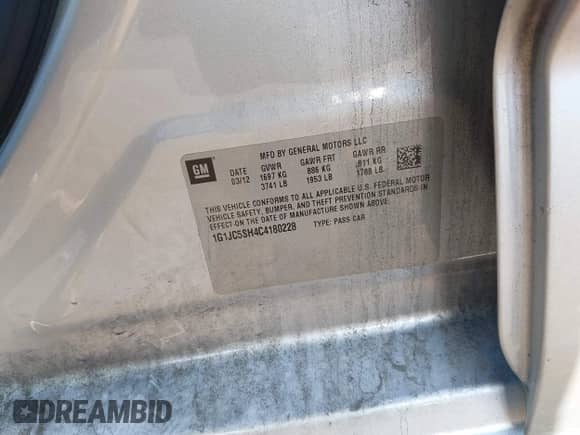 MFD BY GENERAL MOTORS LLC
GM DATE GVWR GAWR FRT GAWR RR
03/12 1697 KG 886 KG 811 KG
3741 LB 1953 LB 1788 LB
THIS VEHICLE CONFORMS TO ALL APPLICABLE U.S. FEDERAL MOTOR
VEHICLE SAFETY, BUMPER, AND THEFT PREVENTION STANDARDS IN
EFFECT ON THE DATE OF MANUFACTURE SHOWN ABOVE.
1G1JC5SH4C4180228 TYPE: PASS CAR
DREAMBID